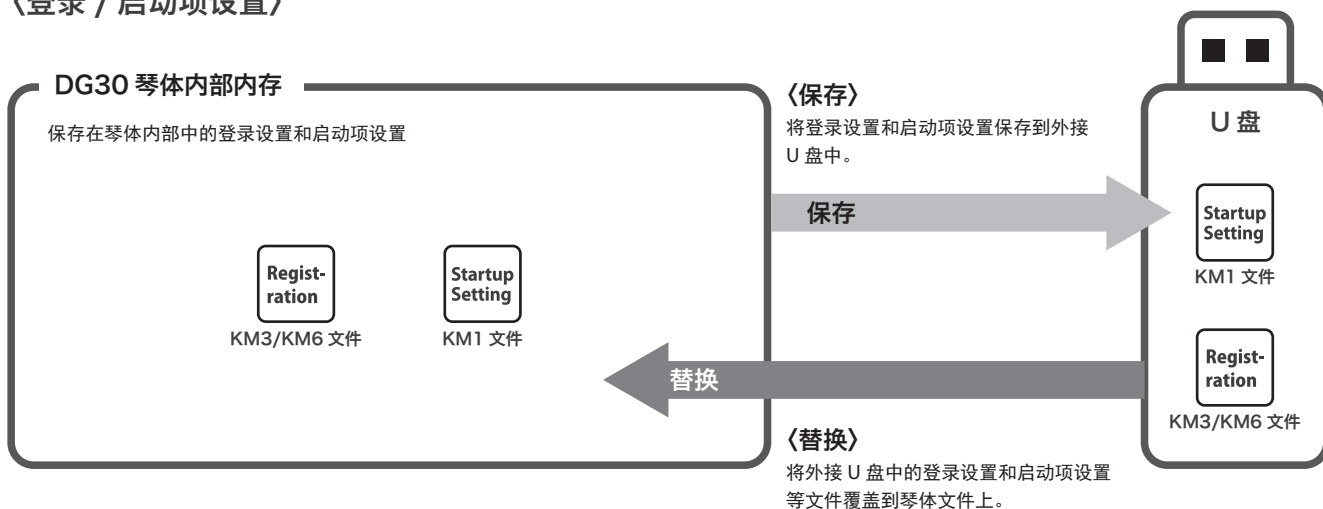 〈登录 / 启动项设置〉
DG30 琴体内部内存
保存在琴体内部中的登录设置和启动项设置
Regist-
ration
KM3/KM6 文件
Startup
Setting
KM1 文件
〈保存〉
将登录设置和启动项设置保存到外接
U 盘中。
保存
替换
〈替换〉
将外接 U 盘中的登录设置和启动项设置
等文件覆盖到琴体文件上。
U 盘
Startup
Setting
KM1 文件
Regist-
ration
KM3/KM6 文件